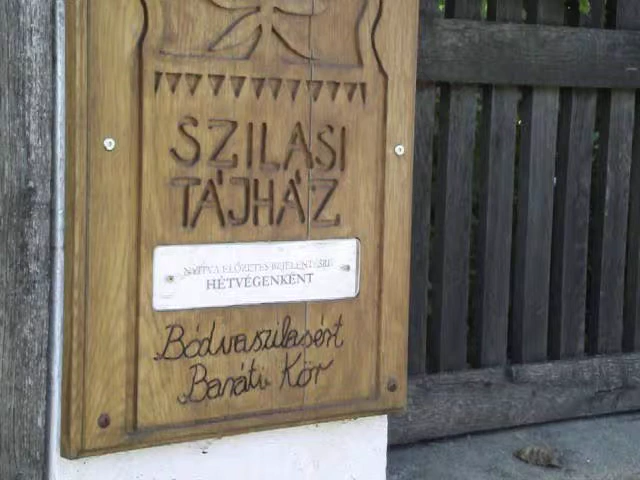 SZILASI
TÁJHÁZ
NYITVA ELŐZETES BEJELENTÉSRE
HÉTVÉGENKÉNT
Bódvaszilasért
Baráti Kör